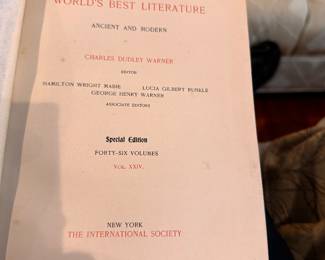 WORLD'S BEST LITERATURE
ANCIENT AND MODERN
CHARLES DUDLEY WARNER
EDITOR
HAMILTON WRIGHT MABIE LUCIA GILBERT RUNKLE
GEORGE HENRY WARNER
ASSOCIATE EDITORS
Special Edition
FORTY-SIX VOLUMES
VOL. XXIV.
NEW YORK
THE INTERNATIONAL SOCIETY